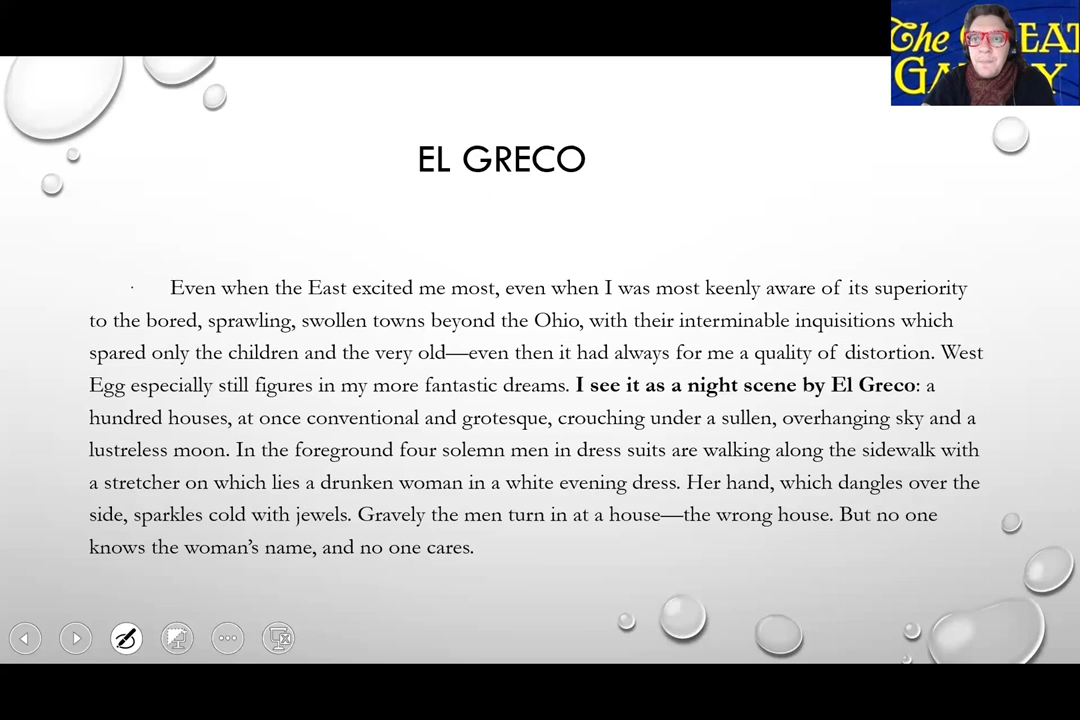 The GREAT
GA Y
EL GRECO
· Even when the East excited me most, even when I was most keenly aware of its superiority
to the bored, sprawling, swollen towns beyond the Ohio, with their interminable inquisitions which
spared only the children and the very old—even then it had always for me a quality of distortion. West
Egg especially still figures in my more fantastic dreams. I see it as a night scene by El Greco: a
hundred houses, at once conventional and grotesque, crouching under a sullen, overhanging sky and a
lustreless moon. In the foreground four solemn men in dress suits are walking along the sidewalk with
a stretcher on which lies a drunken woman in a white evening dress. Her hand, which dangles over the
side, sparkles cold with jewels. Gravely the men turn in at a house—the wrong house. But no one
knows the woman’s name, and no one cares.